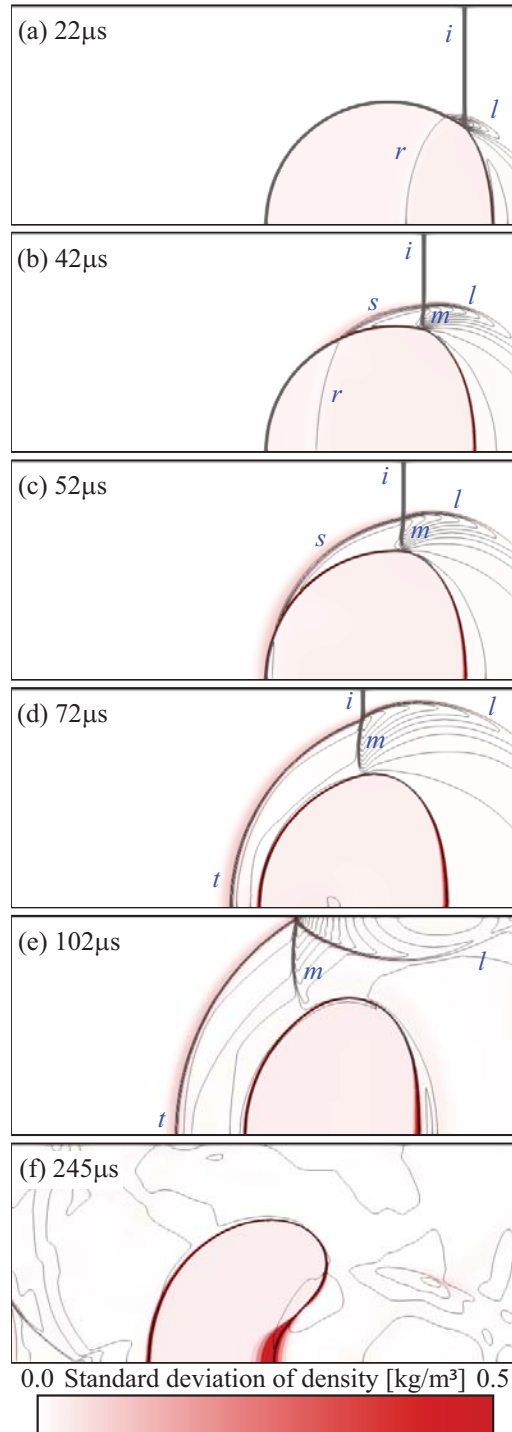 (a) 22μs
i
l
r
(b) 42μs
i
s
m
l
r
(c) 52μs
i
l
s
m
(d) 72μs
i
l
m
t
(e) 102μs
m
l
t
(f) 245μs
0.0 Standard deviation of density [kg/m³] 0.5